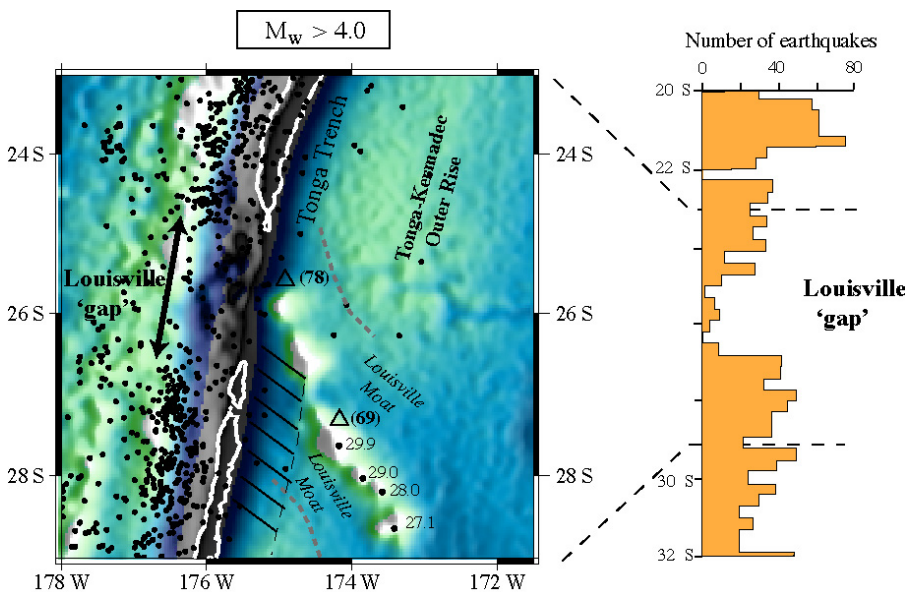 Mw > 4.0
Number of earthquakes
0 40 80
20 S
22 S
30 S
32 S
Louisville
‘gap’
24 S
26 S
28 S
24 S
26 S
28 S
178 W
176 W
174 W
172 W
Tonga Trench
Tonga-Kermadec
Outer Rise
Louisville
‘gap’
(78)
Louisville
Moat
(69)
29.9
29.0
28.0
27.1
Louisville
Moat